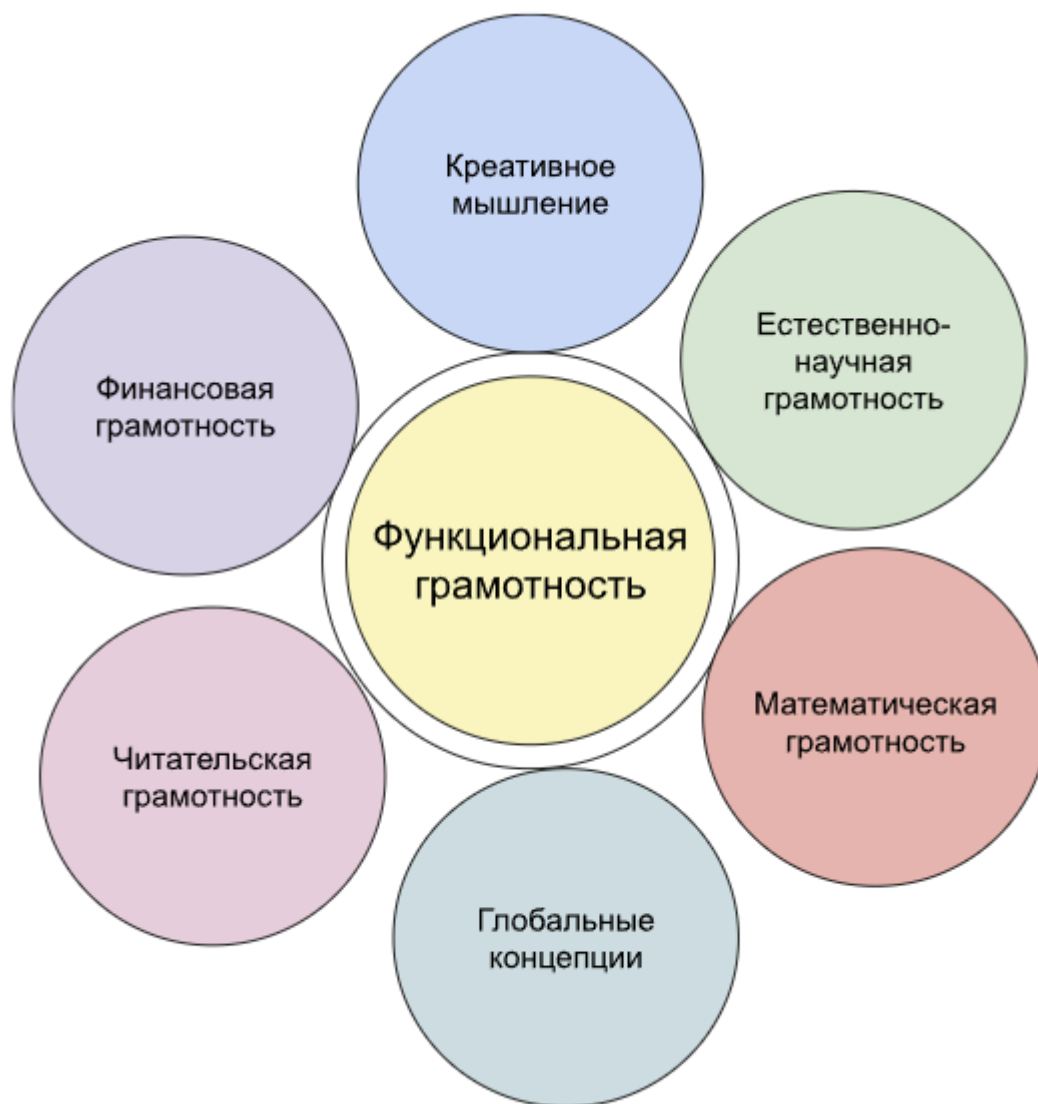 Креативное
мышление
Естественно-
научная
грамотность
Финансовая
грамотность
Функциональная
грамотность
Математическая
грамотность
Читательская
грамотность
Глобальные
концепции